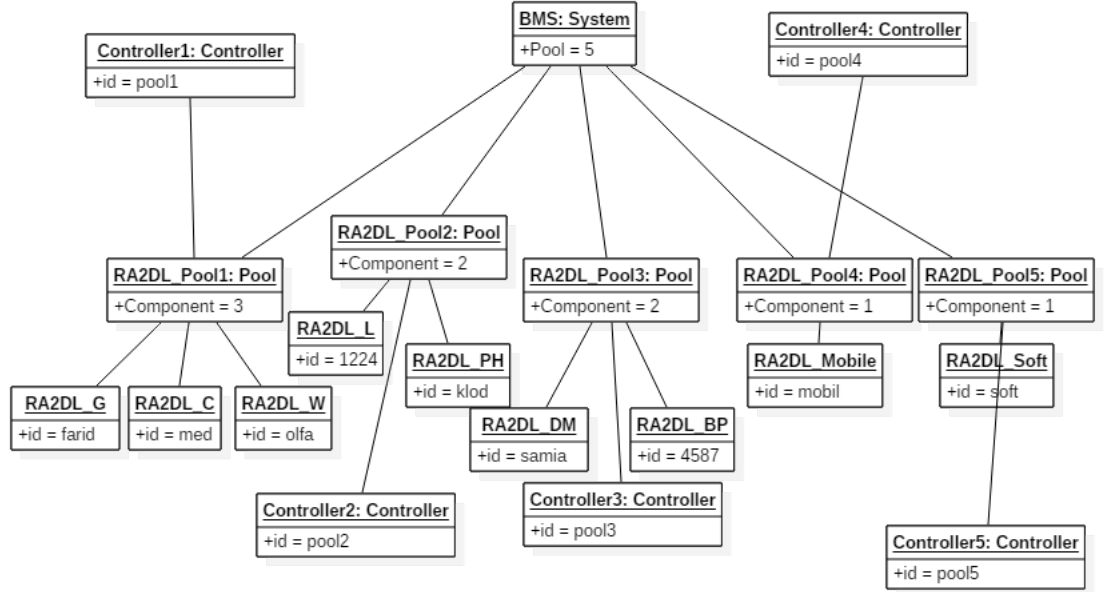 BMS: System
+Pool = 5
Controller4: Controller
+id = pool4
Controller1: Controller
+id = pool1
RA2DL_Pool2: Pool
+Component = 2
RA2DL_Pool1: Pool
+Component = 3
RA2DL_Pool3: Pool
+Component = 2
RA2DL_Pool4: Pool
+Component = 1
RA2DL_Pool5: Pool
+Component = 1
RA2DL_L
+id = 1224
RA2DL_PH
+id = klod
RA2DL_Mobile
+id = mobil
RA2DL_Soft
+id = soft
RA2DL_G
+id = farid
RA2DL_C
+id = med
RA2DL_W
+id = olfa
RA2DL_DM
+id = samia
RA2DL_BP
+id = 4587
Controller2: Controller
+id = pool2
Controller3: Controller
+id = pool3
Controller5: Controller
+id = pool5